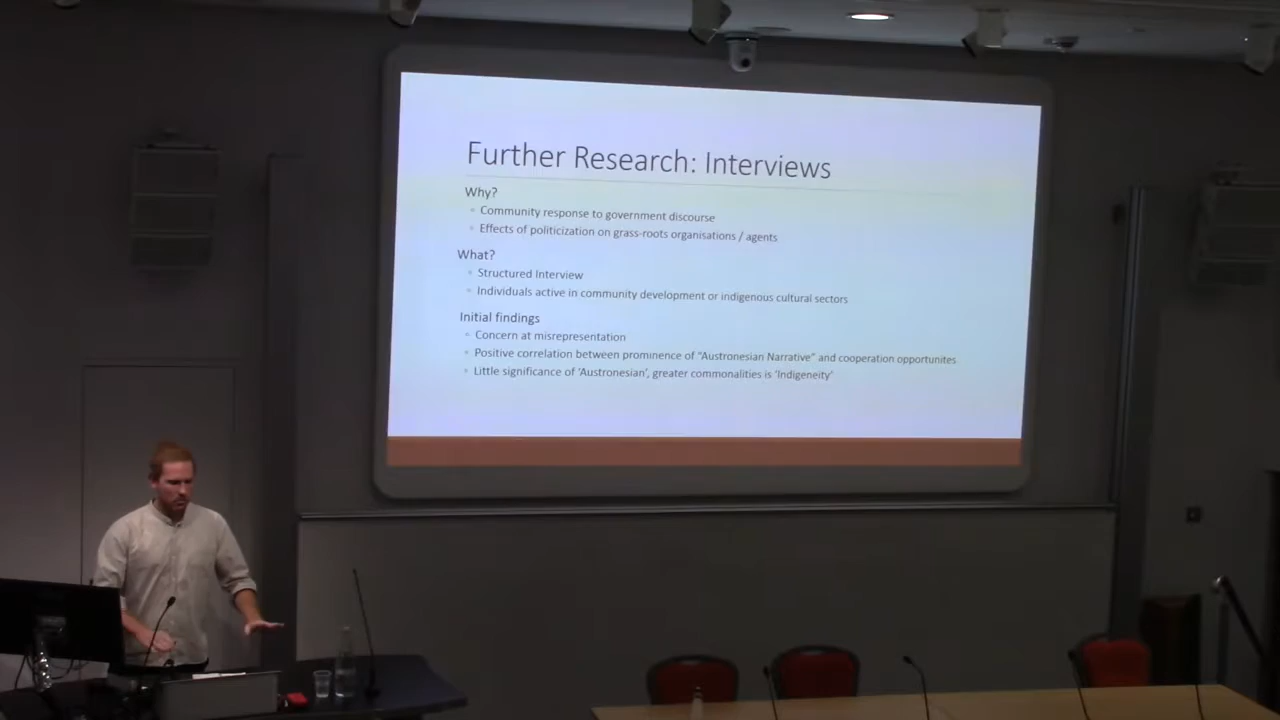 Further Research: Interviews
Why?
Community response to government discourse
Effects of politicization on grass-roots organisations / agents
What?
Structured Interview
Individuals active in community development or indigenous cultural sectors
Initial findings
Concern at misrepresentation
Positive correlation between prominence of "Austronesian Narrative" and cooperation opportunites
Little significance of 'Austronesian', greater commonalities is 'Indigeneity'